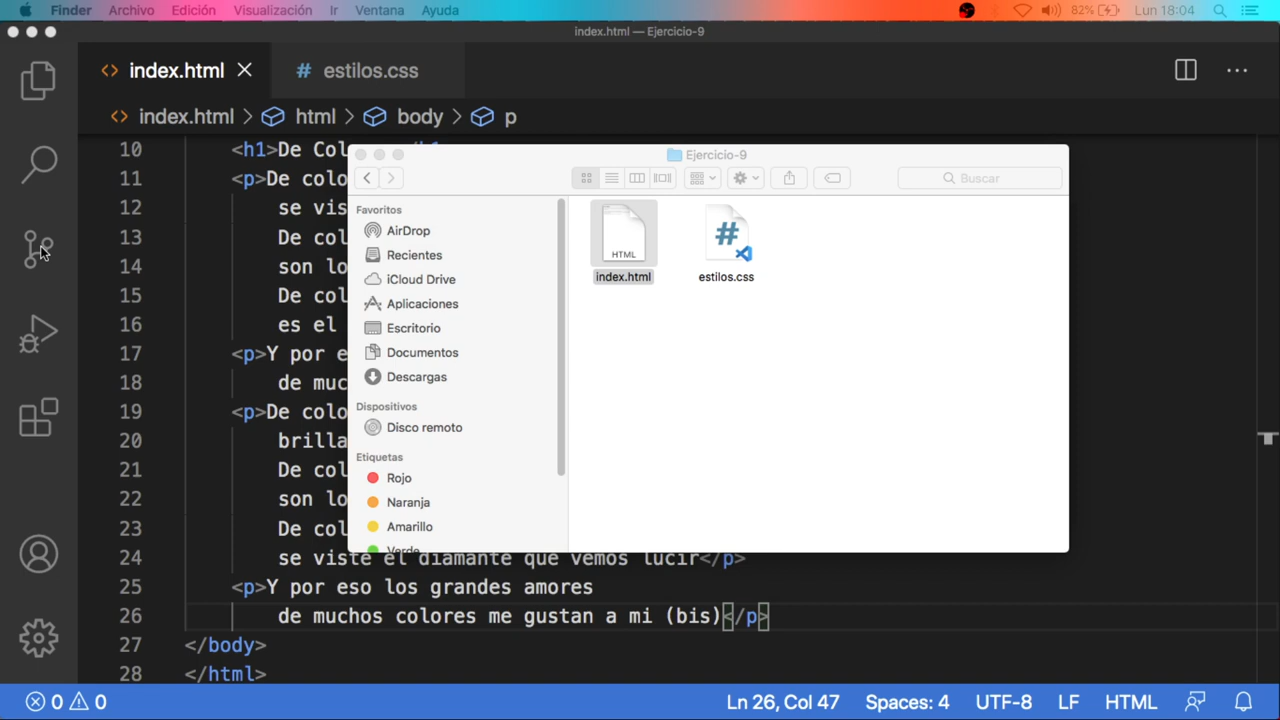 Finder Archivo Edición Visualización Ir Ventana Ayuda 82% Lun 18:04
index.html — Ejercicio-9
index.html # estilos.css
index.html > html > body > p
10 <h1>De Col
11 <p>De colo
12 se vis
13 De col
14 son lo
15 De col
16 es el
17 <p>Y por e
18 de muc
19 <p>De colo
20 brilla
21 De col
22 son lo
23 De col
24 se viste el diamante que vemos lucir</p>
25 <p>Y por eso los grandes amores
26 de muchos colores me gustan a mi (bis)</p>
27 </body>
28 </html>
Ejercicio-9
Buscar
Favoritos
AirDrop
Recientes
iCloud Drive
Aplicaciones
Escritorio
Documentos
Descargas
Dispositivos
Disco remoto
Etiquetas
Rojo
Naranja
Amarillo
Verde
HTML
index.html
#
estilos.css
0 0 Ln 26, Col 47 Spaces: 4 UTF-8 LF HTML